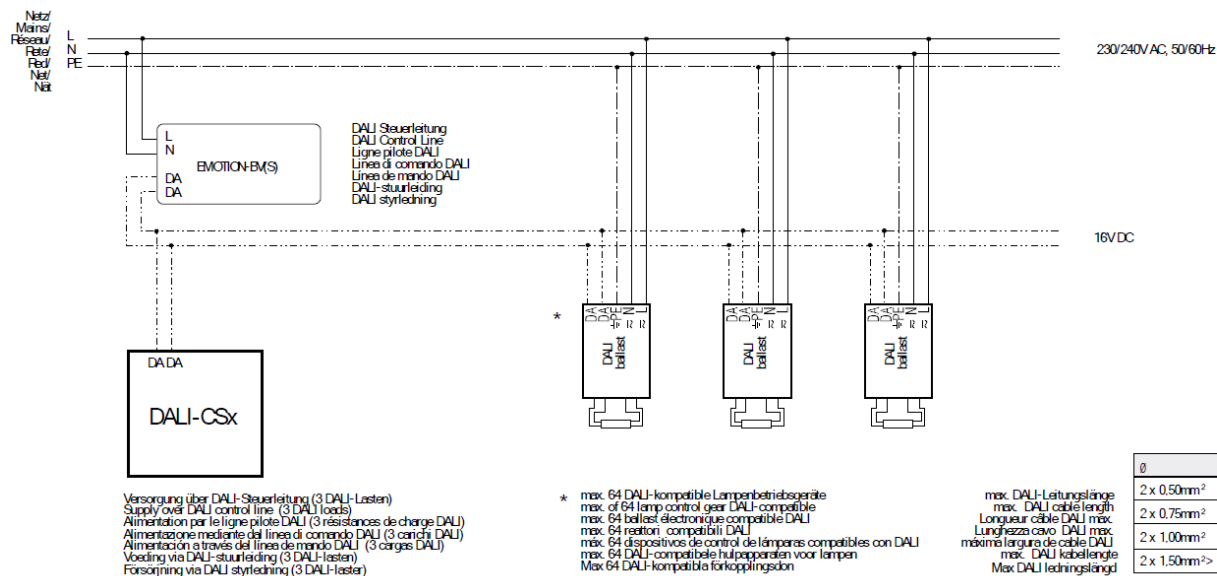 Netz/
Mains/
Réseau/
Rete/
Red/
Net/
Nät
L
N
PE
230/240V AC, 50/60Hz
L
N
EMOTION-BV(S)
DA
DA
DALI Steuerleitung
DALI Control Line
Ligne pilote DALI
Linea di comando DALI
Línea de mando DALI
DALI-stuurleiding
DALI styrledning
16V DC
*
DA
DA
PE
N
L
DALI
ballast
DA
DA
PE
N
L
DALI
ballast
DA
DA
PE
N
L
DALI
ballast
DA DA
DALI-CSx
Versorgung über DALI-Steuerleitung (3 DALI-Lasten)
Supply over DALI control line (3 DALI loads)
Alimentation par le ligne pilote DALI (3 résistances de charge DALI)
Alimentazione mediante dal linea di comando DALI (3 carichi DALI)
Alimentación a través del línea de mando DALI (3 cargas DALI)
Voeding via DALI-stuurleiding (3 DALI-lasten)
Försörjning via DALI styrledning (3 DALI-laster)
* max. 64 DALI-kompatible Lampenbetriebsgeräte
max. of 64 lamp control gear DALI-compatible
max. 64 ballast électronique compatible DALI
max. 64 reattori compatibili DALI
máx. 64 dispositivos de control de lámparas compatibles con DALI
max. 64 DALI-compatibele hulpapparaten voor lampen
Max 64 DALI-kompatibla förkopplingsdon
max. DALI-Leitungslänge
max. DALI cable length
Longueur câble DALI max.
Lunghezza cavo DALI max.
máxima largura de cable DALI
max. DALI kabellengte
Max DALI ledningslängd
Ø
2 x 0,50mm²
2 x 0,75mm²
2 x 1,00mm²
2 x 1,50mm²>